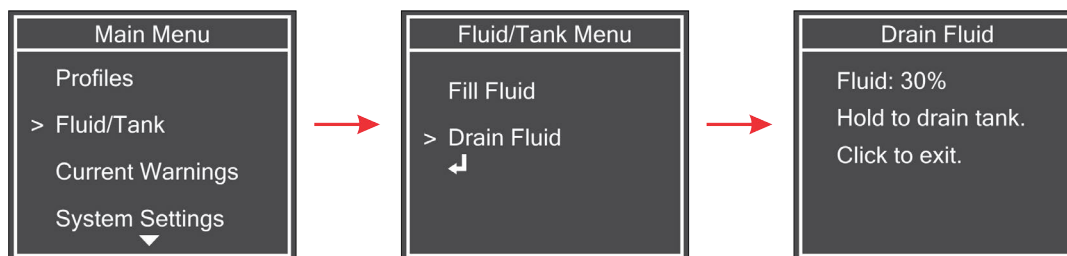 Main Menu
Profiles
> Fluid/Tank
Current Warnings
System Settings
Fluid/Tank Menu
Fill Fluid
> Drain Fluid
Drain Fluid
Fluid: 30%
Hold to drain tank.
Click to exit.